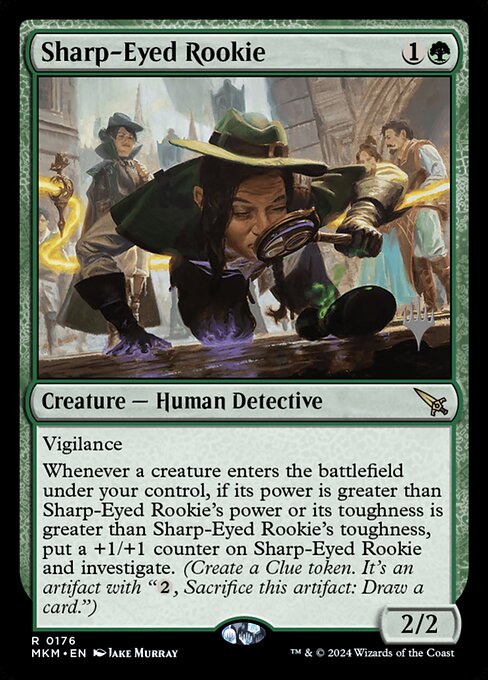 Sharp-Eyed Rookie 1
Creature — Human Detective
Vigilance
Whenever a creature enters the battlefield
under your control, if its power is greater than
Sharp-Eyed Rookie's power or its toughness is
greater than Sharp-Eyed Rookie's toughness,
put a +1/+1 counter on Sharp-Eyed Rookie
and investigate. (Create a Clue token. It's an
artifact with “2, Sacrifice this artifact: Draw a
card.”)
2/2
R 0176
MKM • EN Jake Murray
™ & © 2024 Wizards of the Coast